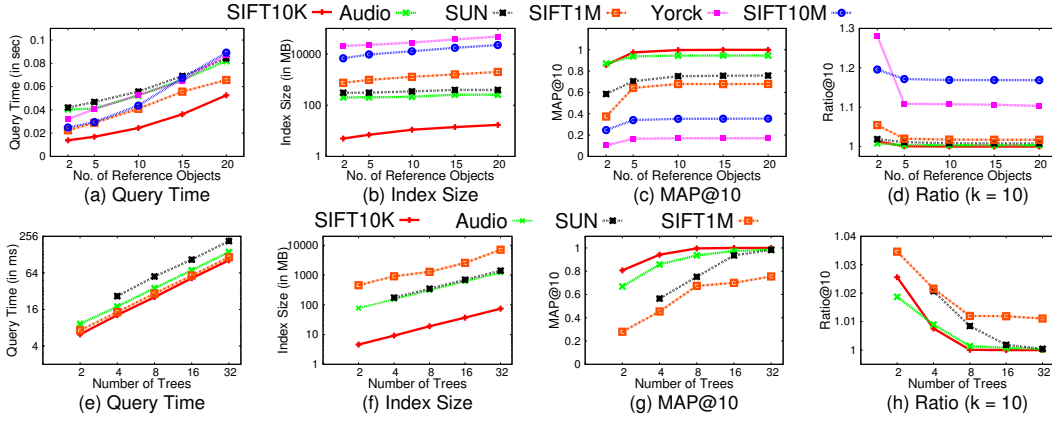 SIFT10K Audio SUN SIFT1M Yorck SIFT10M
Query Time (in sec)
0.1
0.08
0.06
0.04
0.02
0
2 5 10 15 20
No. of Reference Objects
(a) Query Time
Index Size (in MB)
10000
100
1
2 5 10 15 20
No. of Reference Objects
(b) Index Size
MAP@10
1
0.8
0.6
0.4
0.2
0
2 5 10 15 20
No. of Reference Objects
(c) MAP@10
Ratio@10
1.3
1.2
1.1
1
2 5 10 15 20
No. of Reference Objects
(d) Ratio (k = 10)
SIFT10K Audio SUN SIFT1M
Query Time (in ms)
256
64
16
4
2 4 8 16 32
Number of Trees
(e) Query Time
Index Size (in MB)
10000
1000
100
10
1
2 4 8 16 32
Number of Trees
(f) Index Size
MAP@10
1
0.8
0.6
0.4
0.2
0
2 4 8 16 32
Number of Trees
(g) MAP@10
Ratio@10
1.04
1.03
1.02
1.01
1
2 4 8 16 32
Number of Trees
(h) Ratio (k = 10)